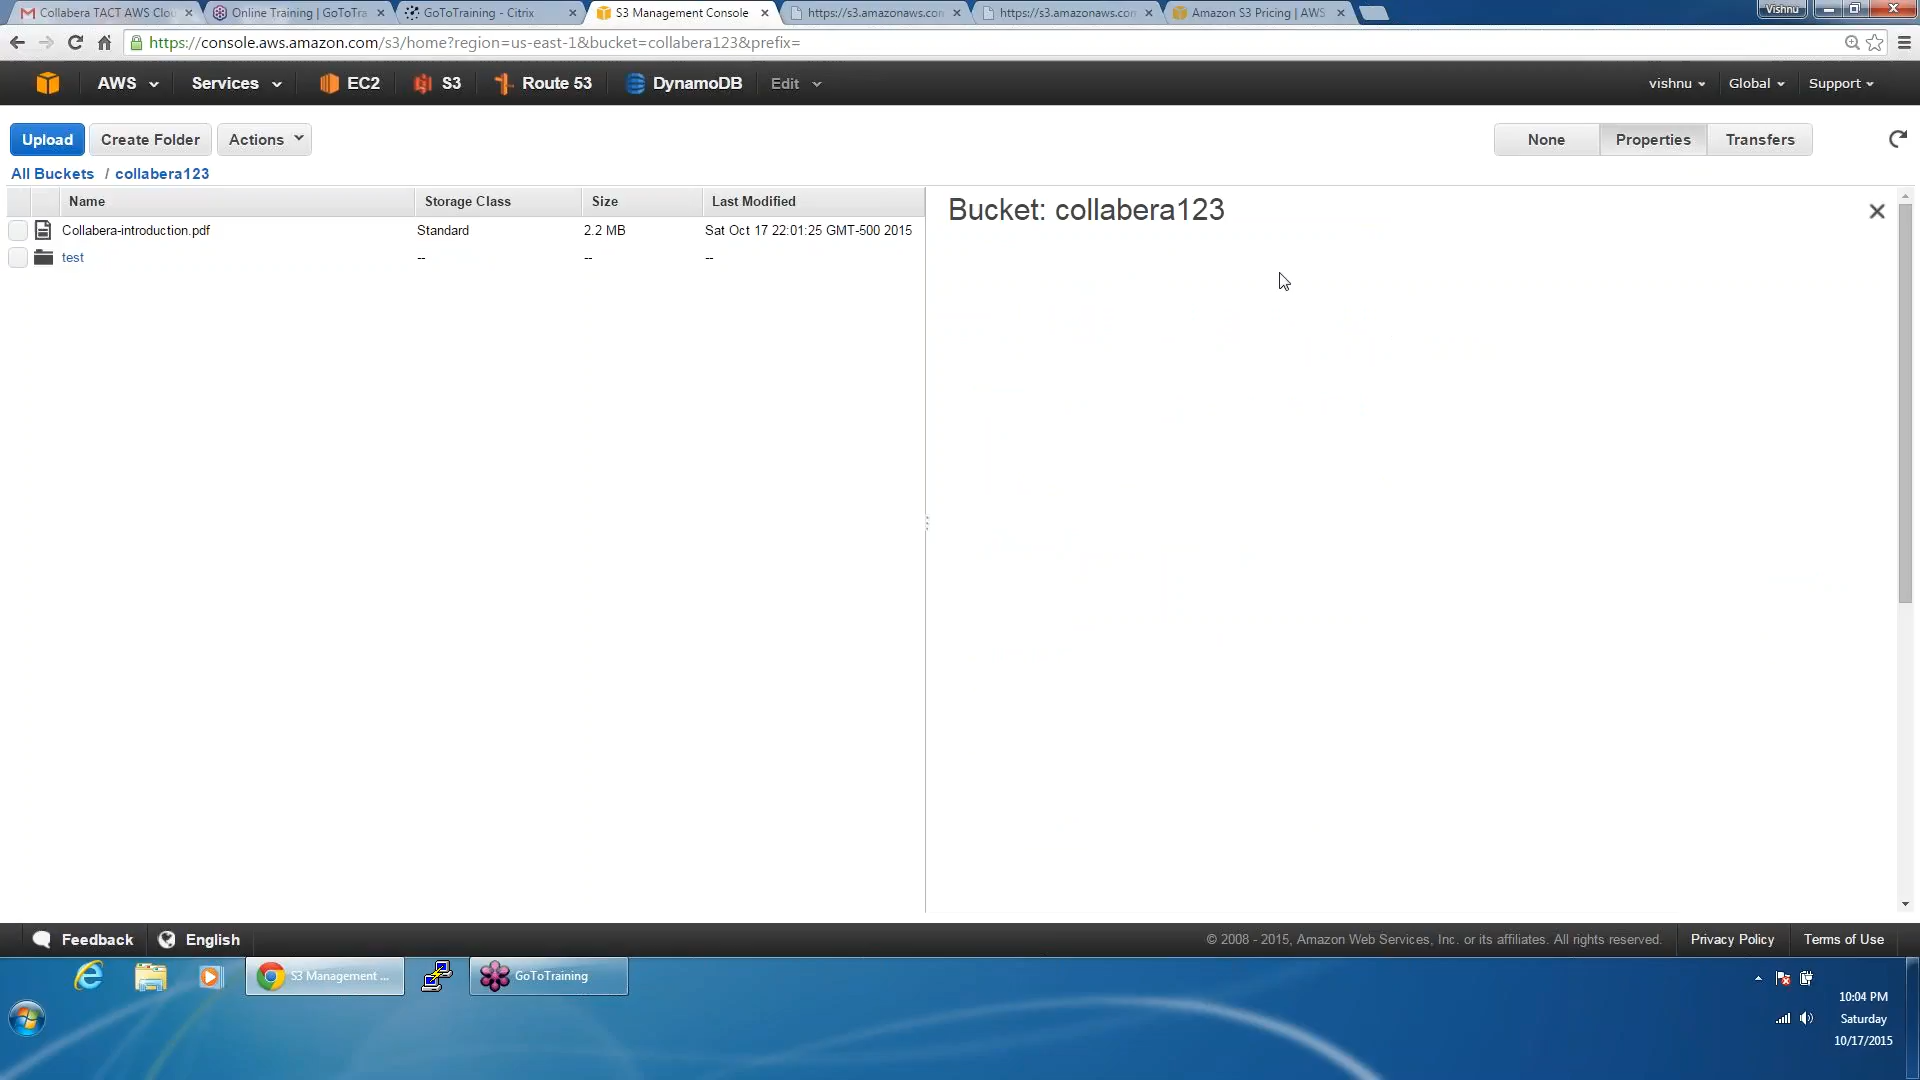 Collabera TACT AWS Clou
Online Training | GoToTra
GoToTraining - Citrix
S3 Management Console
https://s3.amazonaws.con
https://s3.amazonaws.con
Amazon S3 Pricing | AWS
Vishnu
https://console.aws.amazon.com/s3/home?region=us-east-1&bucket=collabera123&prefix=
AWS
Services
EC2
S3
Route 53
DynamoDB
Edit
vishnu
Global
Support
Upload
Create Folder
Actions
None
Properties
Transfers
All Buckets / collabera123
Name
Storage Class
Size
Last Modified
Collabera-introduction.pdf
Standard
2.2 MB
Sat Oct 17 22:01:25 GMT-500 2015
test
--
--
--
Bucket: collabera123
Feedback
English
© 2008 - 2015, Amazon Web Services, Inc. or its affiliates. All rights reserved.
Privacy Policy
Terms of Use
S3 Management ...
GoToTraining
10:04 PM
Saturday
10/17/2015